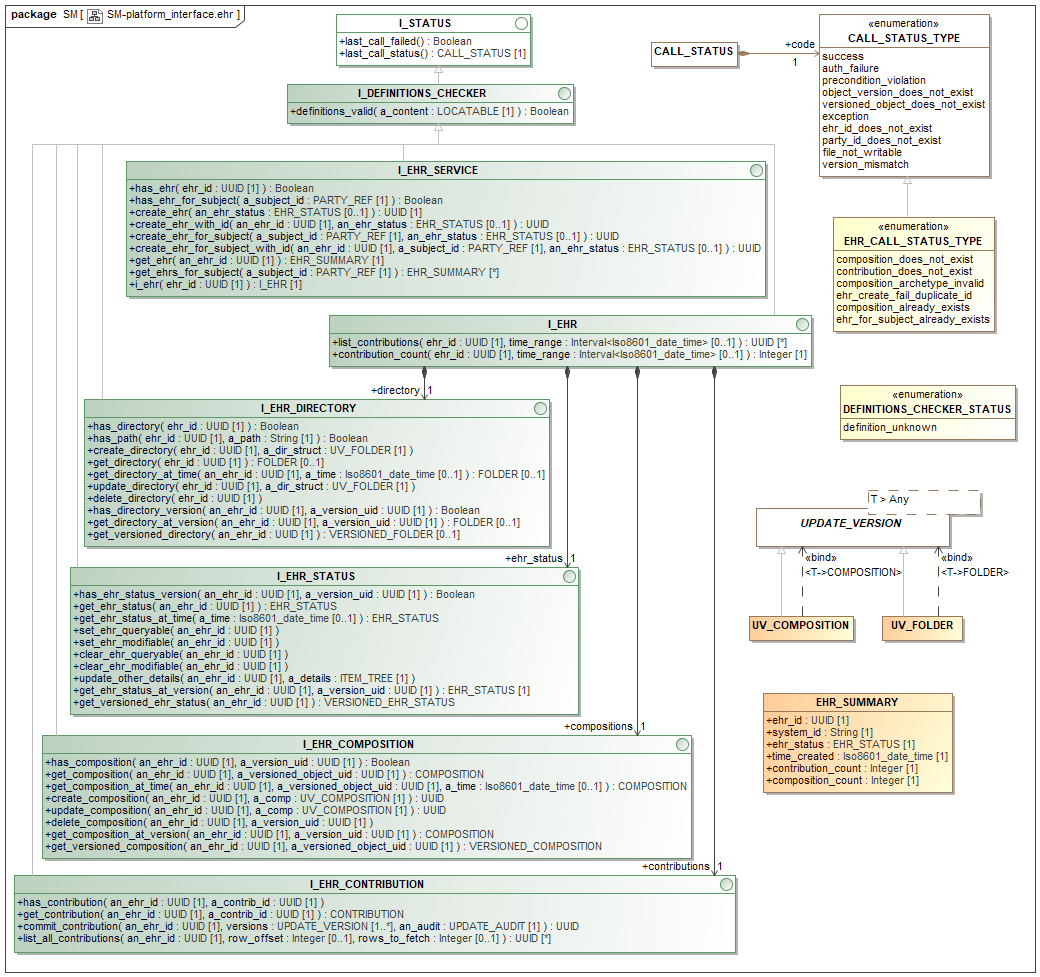 package SM [ SM-platform_interface.ehr ]
I_STATUS
+last_call_failed() : Boolean
+last_call_status() : CALL_STATUS [1]
CALL_STATUS
+code
1
«enumeration»
CALL_STATUS_TYPE
success
auth_failure
precondition_violation
object_version_does_not_exist
versioned_object_does_not_exist
exception
ehr_id_does_not_exist
party_id_does_not_exist
file_not_writable
version_mismatch
I_DEFINITIONS_CHECKER
+definitions_valid( a_content : LOCATABLE [1] ) : Boolean
I_EHR_SERVICE
+has_ehr( ehr_id : UUID [1] ) : Boolean
+has_ehr_for_subject( a_subject_id : PARTY_REF [1] ) : Boolean
+create_ehr( an_ehr_status : EHR_STATUS [0..1] ) : UUID [1]
+create_ehr_with_id( an_ehr_id : UUID [1], an_ehr_status : EHR_STATUS [0..1] ) : UUID
+create_ehr_for_subject( a_subject_id : PARTY_REF [1], an_ehr_status : EHR_STATUS [0..1] ) : UUID
+create_ehr_for_subject_with_id( an_ehr_id : UUID [1], a_subject_id : PARTY_REF [1], an_ehr_status : EHR_STATUS [0..1] ) : UUID
+get_ehr( an_ehr_id : UUID [1] ) : EHR_SUMMARY [1]
+get_ehrs_for_subject( a_subject_id : PARTY_REF [1] ) : EHR_SUMMARY [*]
+i_ehr( ehr_id : UUID [1] ) : I_EHR [1]
«enumeration»
EHR_CALL_STATUS_TYPE
composition_does_not_exist
contribution_does_not_exist
composition_archetype_invalid
ehr_create_fail_duplicate_id
composition_already_exists
ehr_for_subject_already_exists
I_EHR
+list_contributions( ehr_id : UUID [1], time_range : Interval<Iso8601_date_time> [0..1] ) : UUID [*]
+contribution_count( ehr_id : UUID [1], time_range : Interval<Iso8601_date_time> [0..1] ) : Integer [1]
+directory
1
I_EHR_DIRECTORY
+has_directory( ehr_id : UUID [1] ) : Boolean
+has_path( ehr_id : UUID [1], a_path : String [1] ) : Boolean
+create_directory( ehr_id : UUID [1], a_dir_struct : UV_FOLDER [1] )
+get_directory( ehr_id : UUID [1] ) : FOLDER [0..1]
+get_directory_at_time( an_ehr_id : UUID [1], a_time : Iso8601_date_time [0..1] ) : FOLDER [0..1]
+update_directory( ehr_id : UUID [1], a_dir_struct : UV_FOLDER [1] )
+delete_directory( ehr_id : UUID [1] )
+has_directory_version( an_ehr_id : UUID [1], a_version_uid : UUID [1] ) : Boolean
+get_directory_at_version( an_ehr_id : UUID [1], a_version_uid : UUID [1] ) : FOLDER [0..1]
+get_versioned_directory( an_ehr_id : UUID [1] ) : VERSIONED_FOLDER [0..1]
«enumeration»
DEFINITIONS_CHECKER_STATUS
definition_unknown
T > Any
UPDATE_VERSION
«bind»
<T->COMPOSITION>
«bind»
<T->FOLDER>
UV_COMPOSITION
UV_FOLDER
+ehr_status
1
I_EHR_STATUS
+has_ehr_status_version( an_ehr_id : UUID [1], a_version_uid : UUID [1] ) : Boolean
+get_ehr_status( an_ehr_id : UUID [1] ) : EHR_STATUS
+get_ehr_status_at_time( a_time : Iso8601_date_time [0..1] ) : EHR_STATUS
+set_ehr_queryable( an_ehr_id : UUID [1] )
+set_ehr_modifiable( an_ehr_id : UUID [1] )
+clear_ehr_queryable( an_ehr_id : UUID [1] )
+clear_ehr_modifiable( an_ehr_id : UUID [1] )
+update_other_details( an_ehr_id : UUID [1], a_details : ITEM_TREE [1] )
+get_ehr_status_at_version( an_ehr_id : UUID [1], a_version_uid : UUID [1] ) : EHR_STATUS [1]
+get_versioned_ehr_status( an_ehr_id : UUID [1] ) : VERSIONED_EHR_STATUS
EHR_SUMMARY
+ehr_id : UUID [1]
+system_id : String [1]
+ehr_status : EHR_STATUS [1]
+time_created : Iso8601_date_time [1]
+contribution_count : Integer [1]
+composition_count : Integer [1]
+compositions
1
I_EHR_COMPOSITION
+has_composition( an_ehr_id : UUID [1], a_version_uid : UUID [1] ) : Boolean
+get_composition( an_ehr_id : UUID [1], a_versioned_object_uid : UUID [1] ) : COMPOSITION
+get_composition_at_time( an_ehr_id : UUID [1], a_versioned_object_uid : UUID [1], a_time : Iso8601_date_time [0..1] ) : COMPOSITION
+create_composition( an_ehr_id : UUID [1], a_comp : UV_COMPOSITION [1] ) : UUID
+update_composition( an_ehr_id : UUID [1], a_comp : UV_COMPOSITION [1] ) : UUID
+delete_composition( an_ehr_id : UUID [1], a_version_uid : UUID [1] )
+get_composition_at_version( an_ehr_id : UUID [1], a_version_uid : UUID [1] ) : COMPOSITION
+get_versioned_composition( an_ehr_id : UUID [1], a_versioned_object_uid : UUID [1] ) : VERSIONED_COMPOSITION
+contributions
1
I_EHR_CONTRIBUTION
+has_contribution( an_ehr_id : UUID [1], a_contrib_id : UUID [1] )
+get_contribution( an_ehr_id : UUID [1], a_contrib_id : UUID [1] ) : CONTRIBUTION
+commit_contribution( an_ehr_id : UUID [1], versions : UPDATE_VERSION [1..*], an_audit : UPDATE_AUDIT [1] ) : UUID
+list_all_contributions( an_ehr_id : UUID [1], row_offset : Integer [0..1], rows_to_fetch : Integer [0..1] ) : UUID [*]